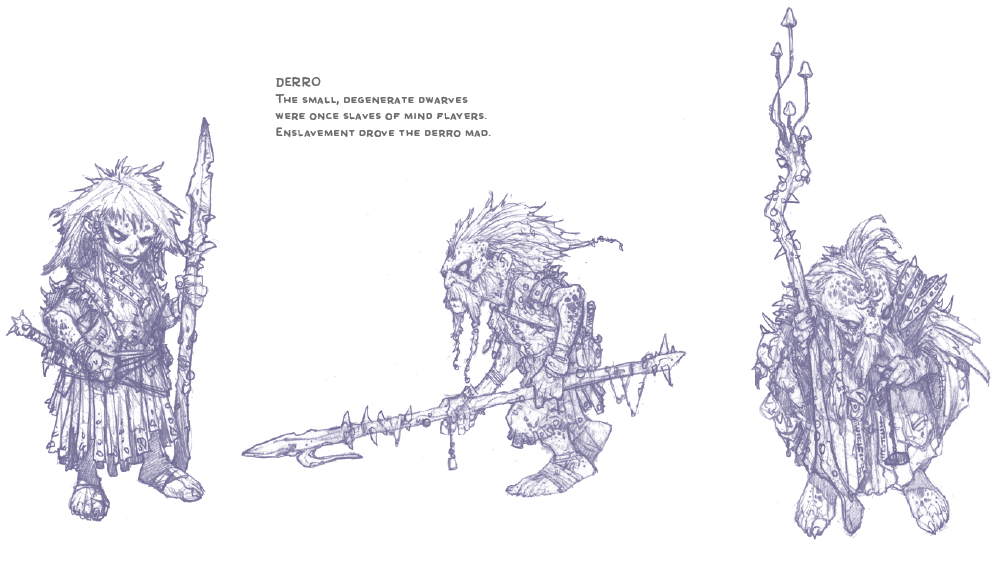 DERRO
THE SMALL, DEGENERATE DWARVES
WERE ONCE SLAVES OF MIND FLAYERS.
ENSLAVEMENT DROVE THE DERRO MAD.